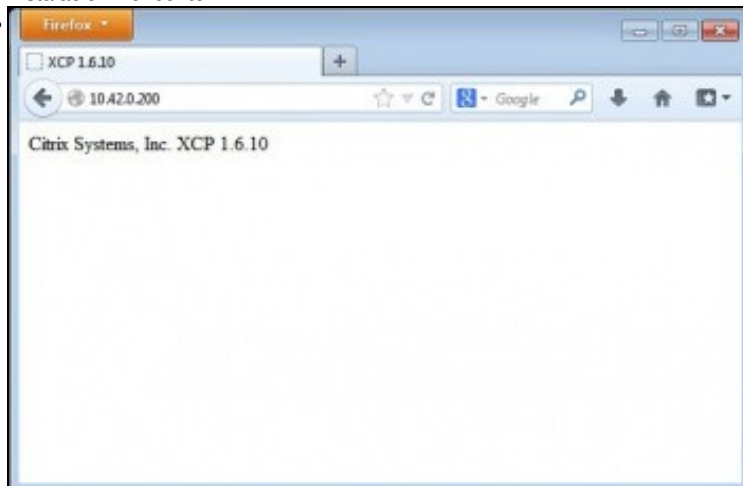 Firefox
XCP 1.6.10
10.42.0.200
Google
Citrix Systems, Inc. XCP 1.6.10